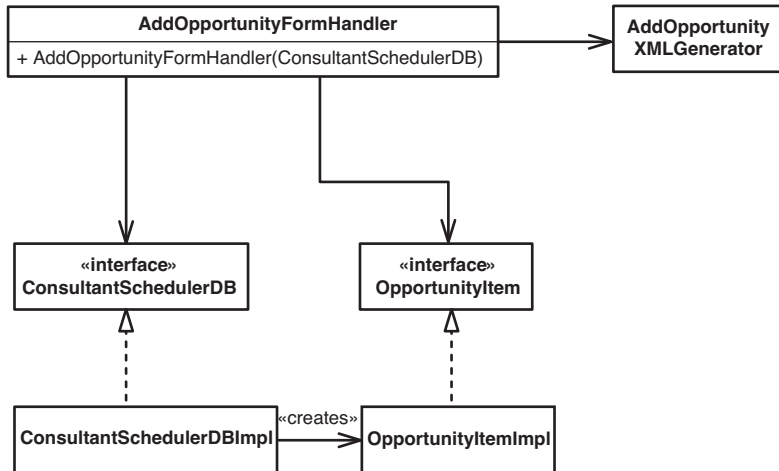 AddOpportunityFormHandler
+ AddOpportunityFormHandler(ConsultantSchedulerDB)
AddOpportunity
XMLGenerator
«interface»
ConsultantSchedulerDB
«interface»
OpportunityItem
ConsultantSchedulerDBImpl
«creates»
OpportunityItemImpl